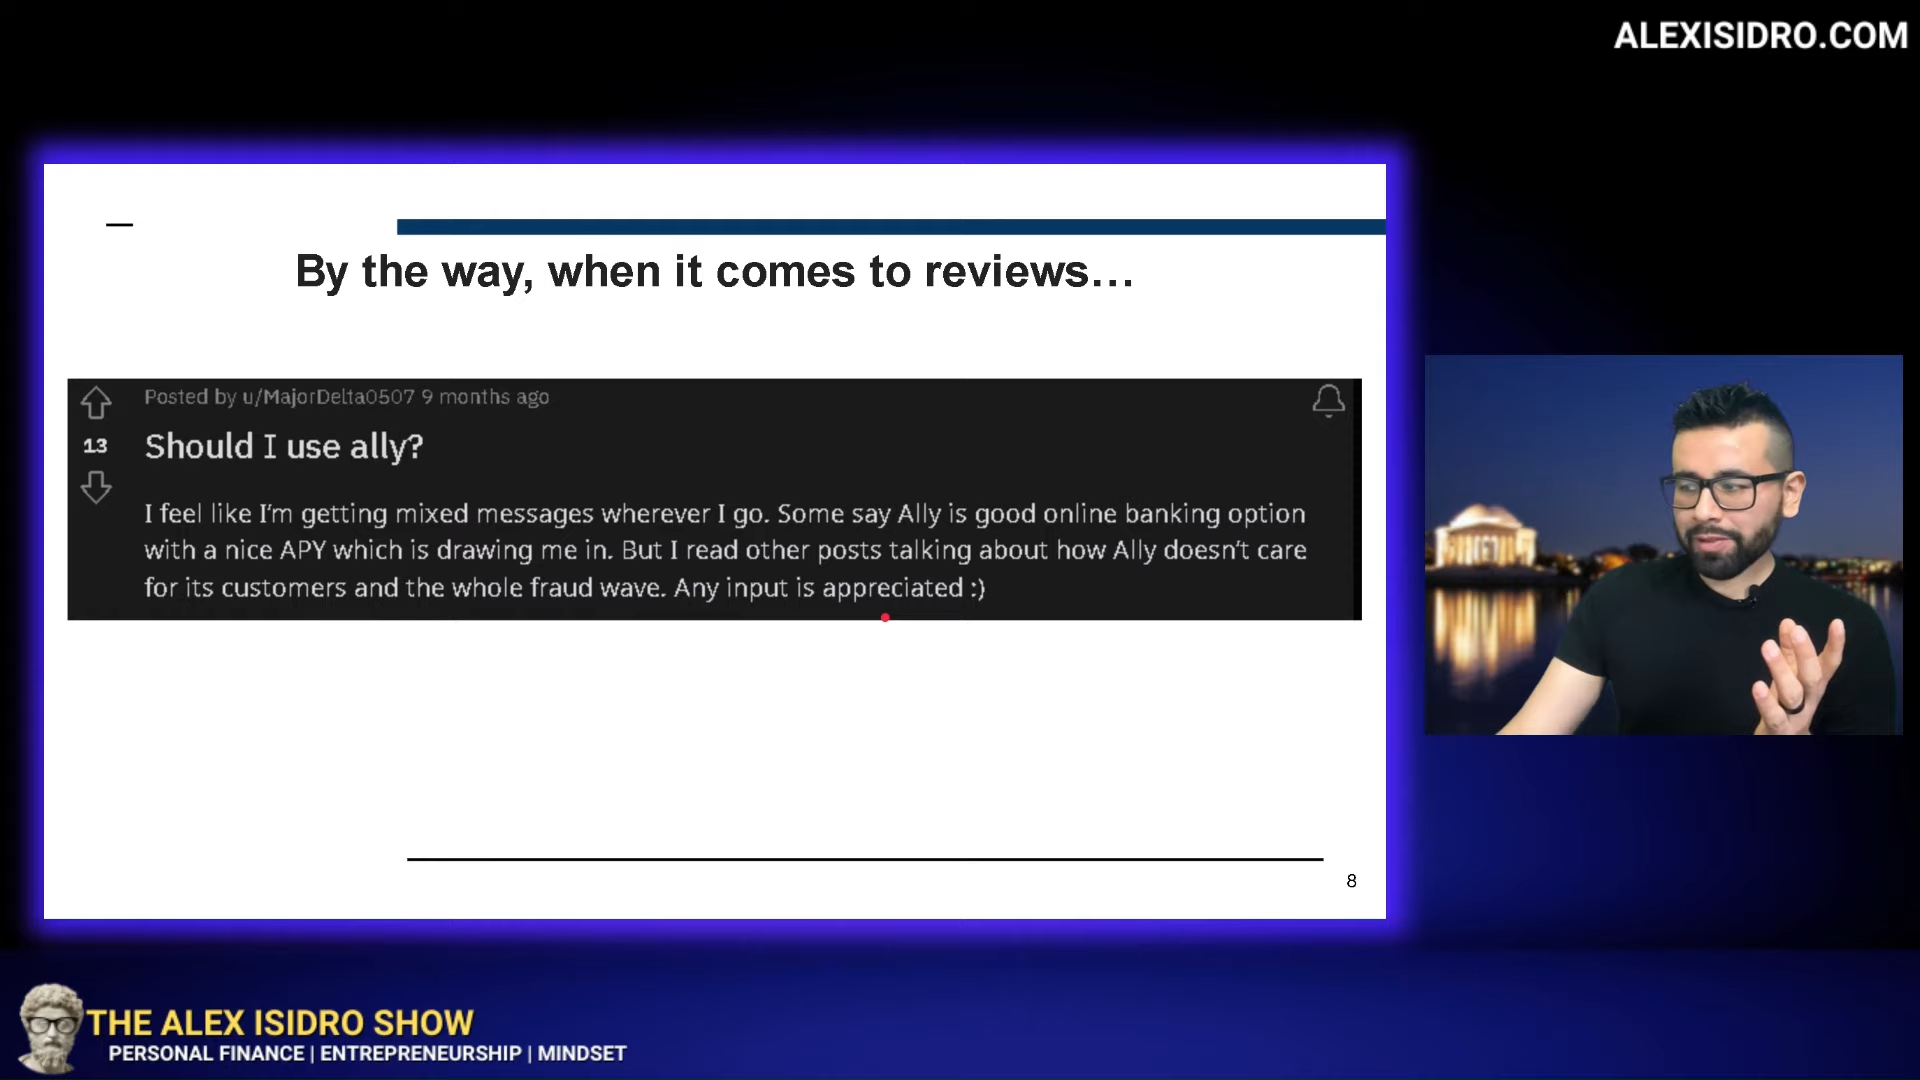 ALEXISIDRO.COM
By the way, when it comes to reviews…
Posted by u/MajorDelta0507 9 months ago
13
Should I use ally?
I feel like I'm getting mixed messages wherever I go. Some say Ally is good online banking option
with a nice APY which is drawing me in. But I read other posts talking about how Ally doesn't care
for its customers and the whole fraud wave. Any input is appreciated :)
8
THE ALEX ISIDRO SHOW
PERSONAL FINANCE | ENTREPRENEURSHIP | MINDSET